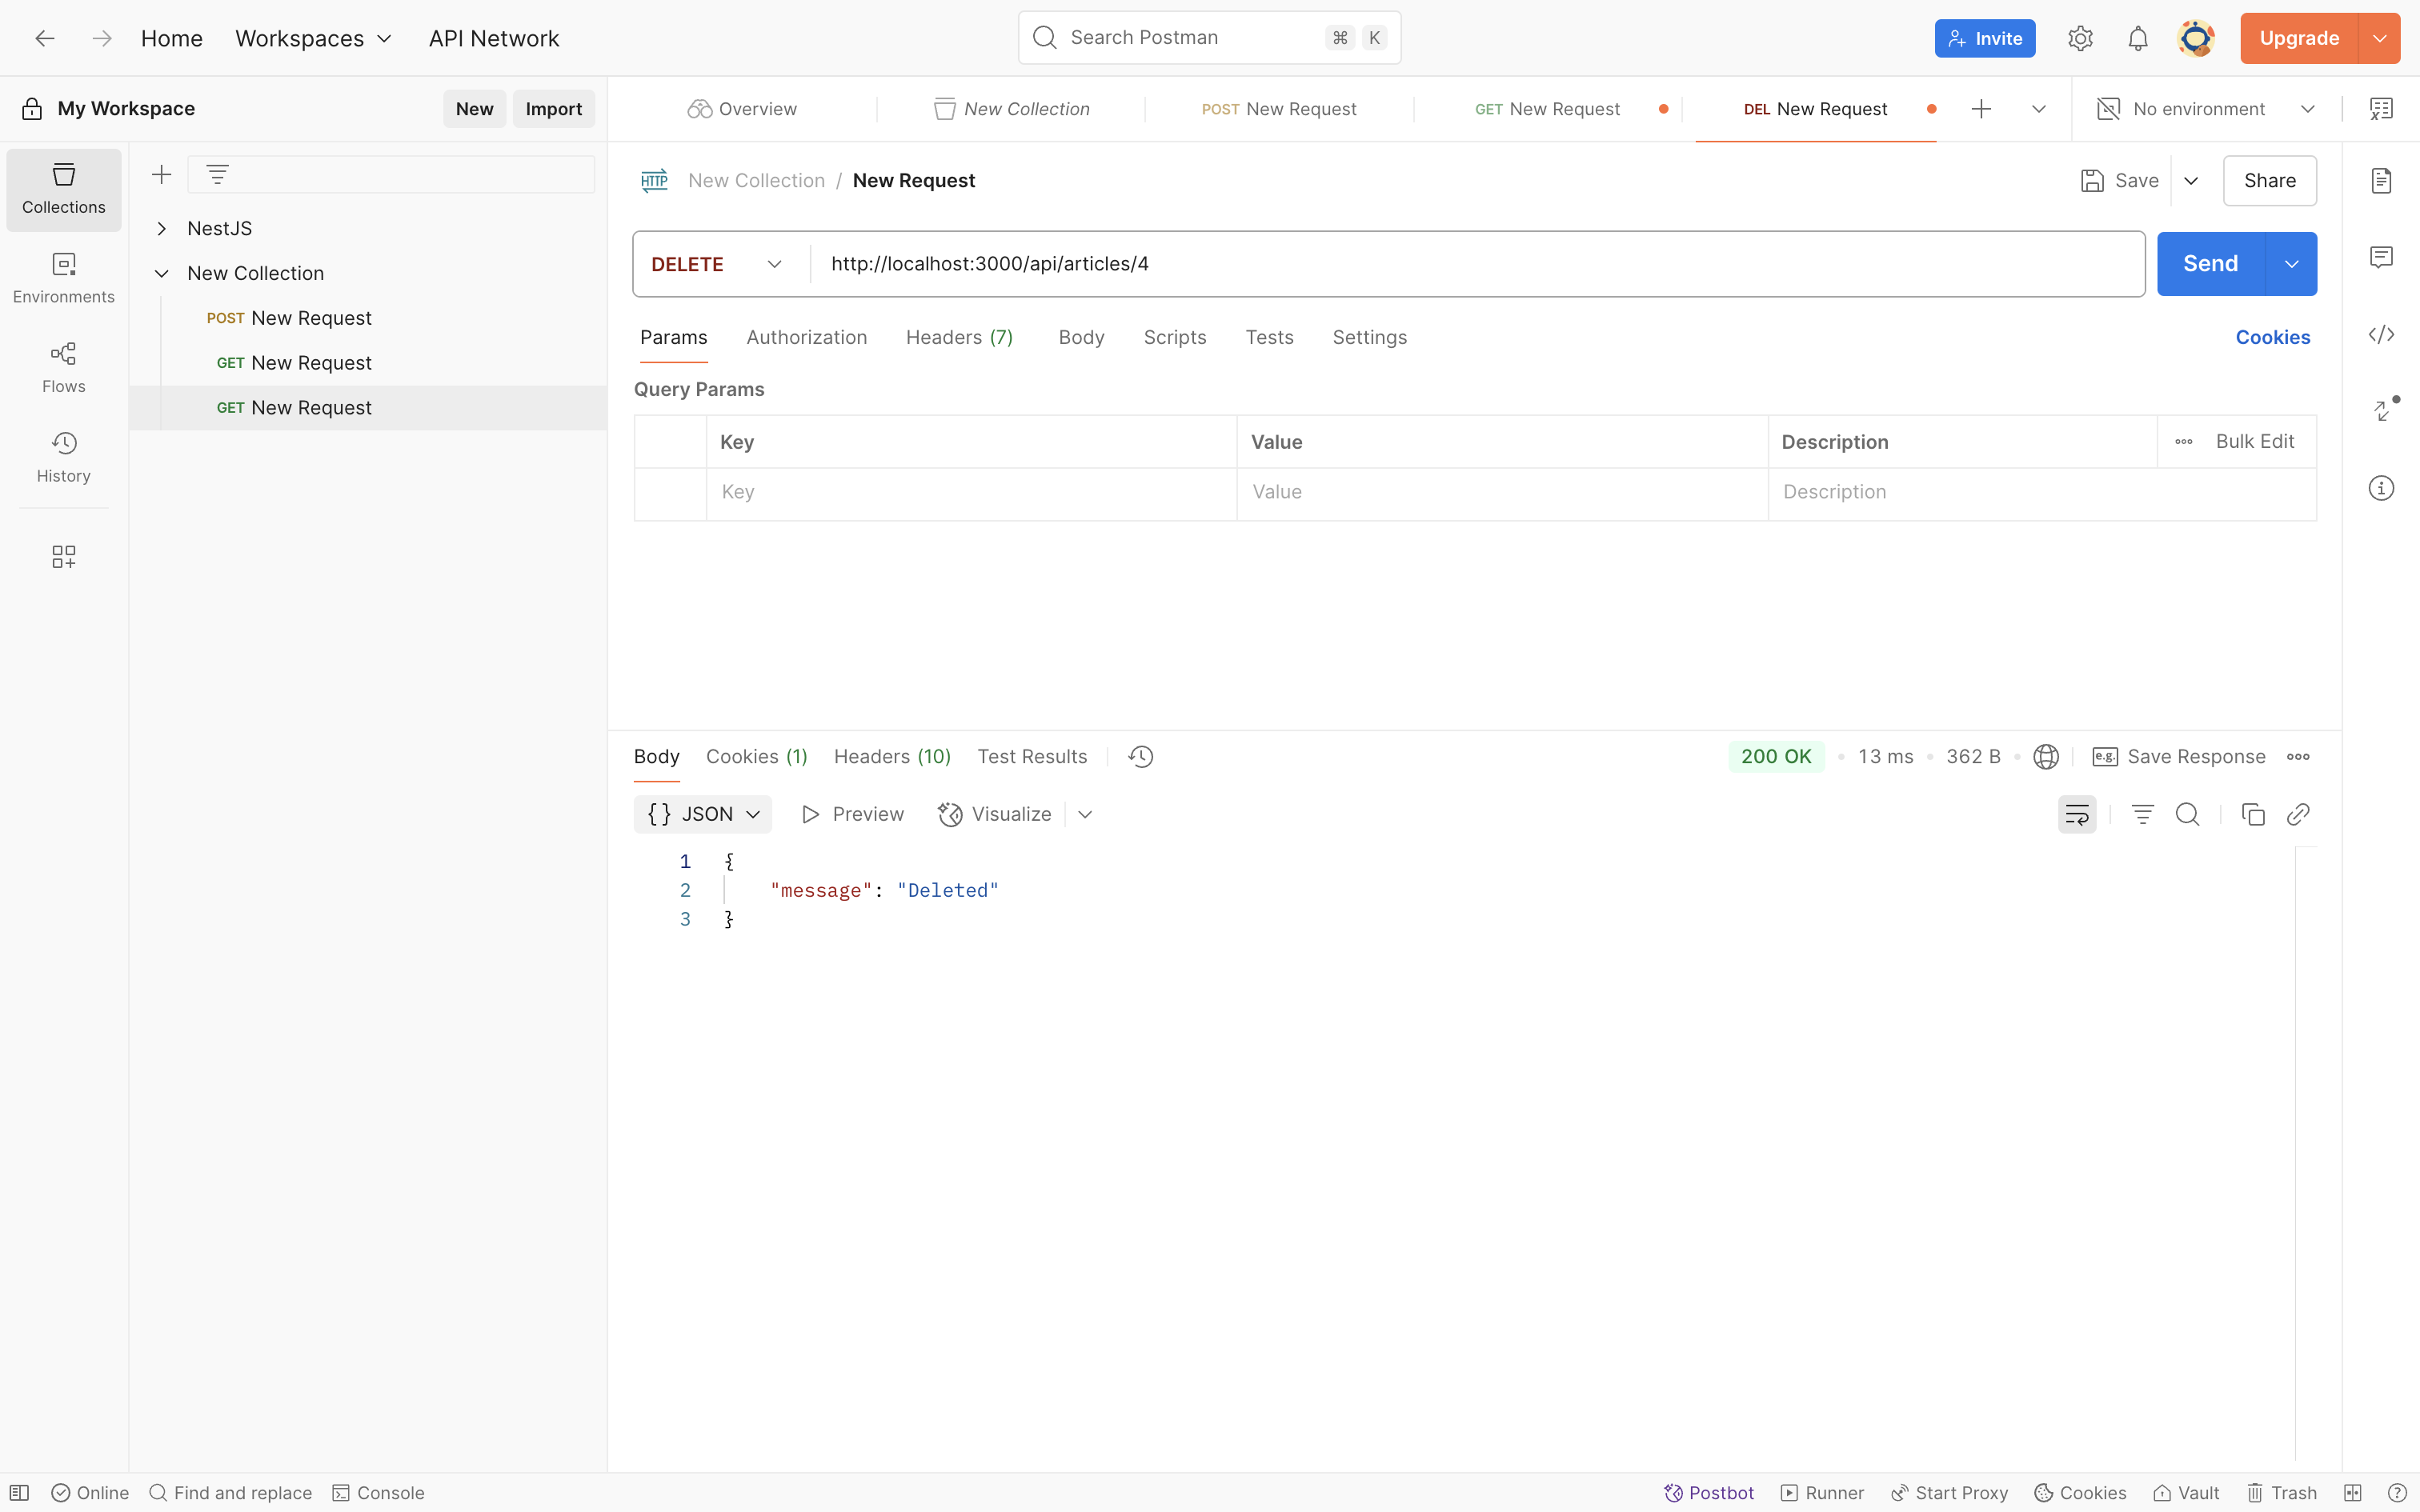 Home Workspaces API Network
Search Postman ⌘ K
Invite Upgrade
My Workspace New Import
Overview New Collection POST New Request GET New Request DEL New Request No environment
Collections
Environments
Flows
History
NestJS
New Collection
POST New Request
GET New Request
GET New Request
HTTP New Collection / New Request
Save Share
DELETE http://localhost:3000/api/articles/4 Send
Params Authorization Headers (7) Body Scripts Tests Settings Cookies
Query Params
Key Value Description Bulk Edit
Key Value Description
Body Cookies (1) Headers (10) Test Results 200 OK 13 ms 362 B e.g. Save Response
{} JSON Preview Visualize
1 {
2 "message": "Deleted"
3 }
Online Find and replace Console Postbot Runner Start Proxy Cookies Vault Trash